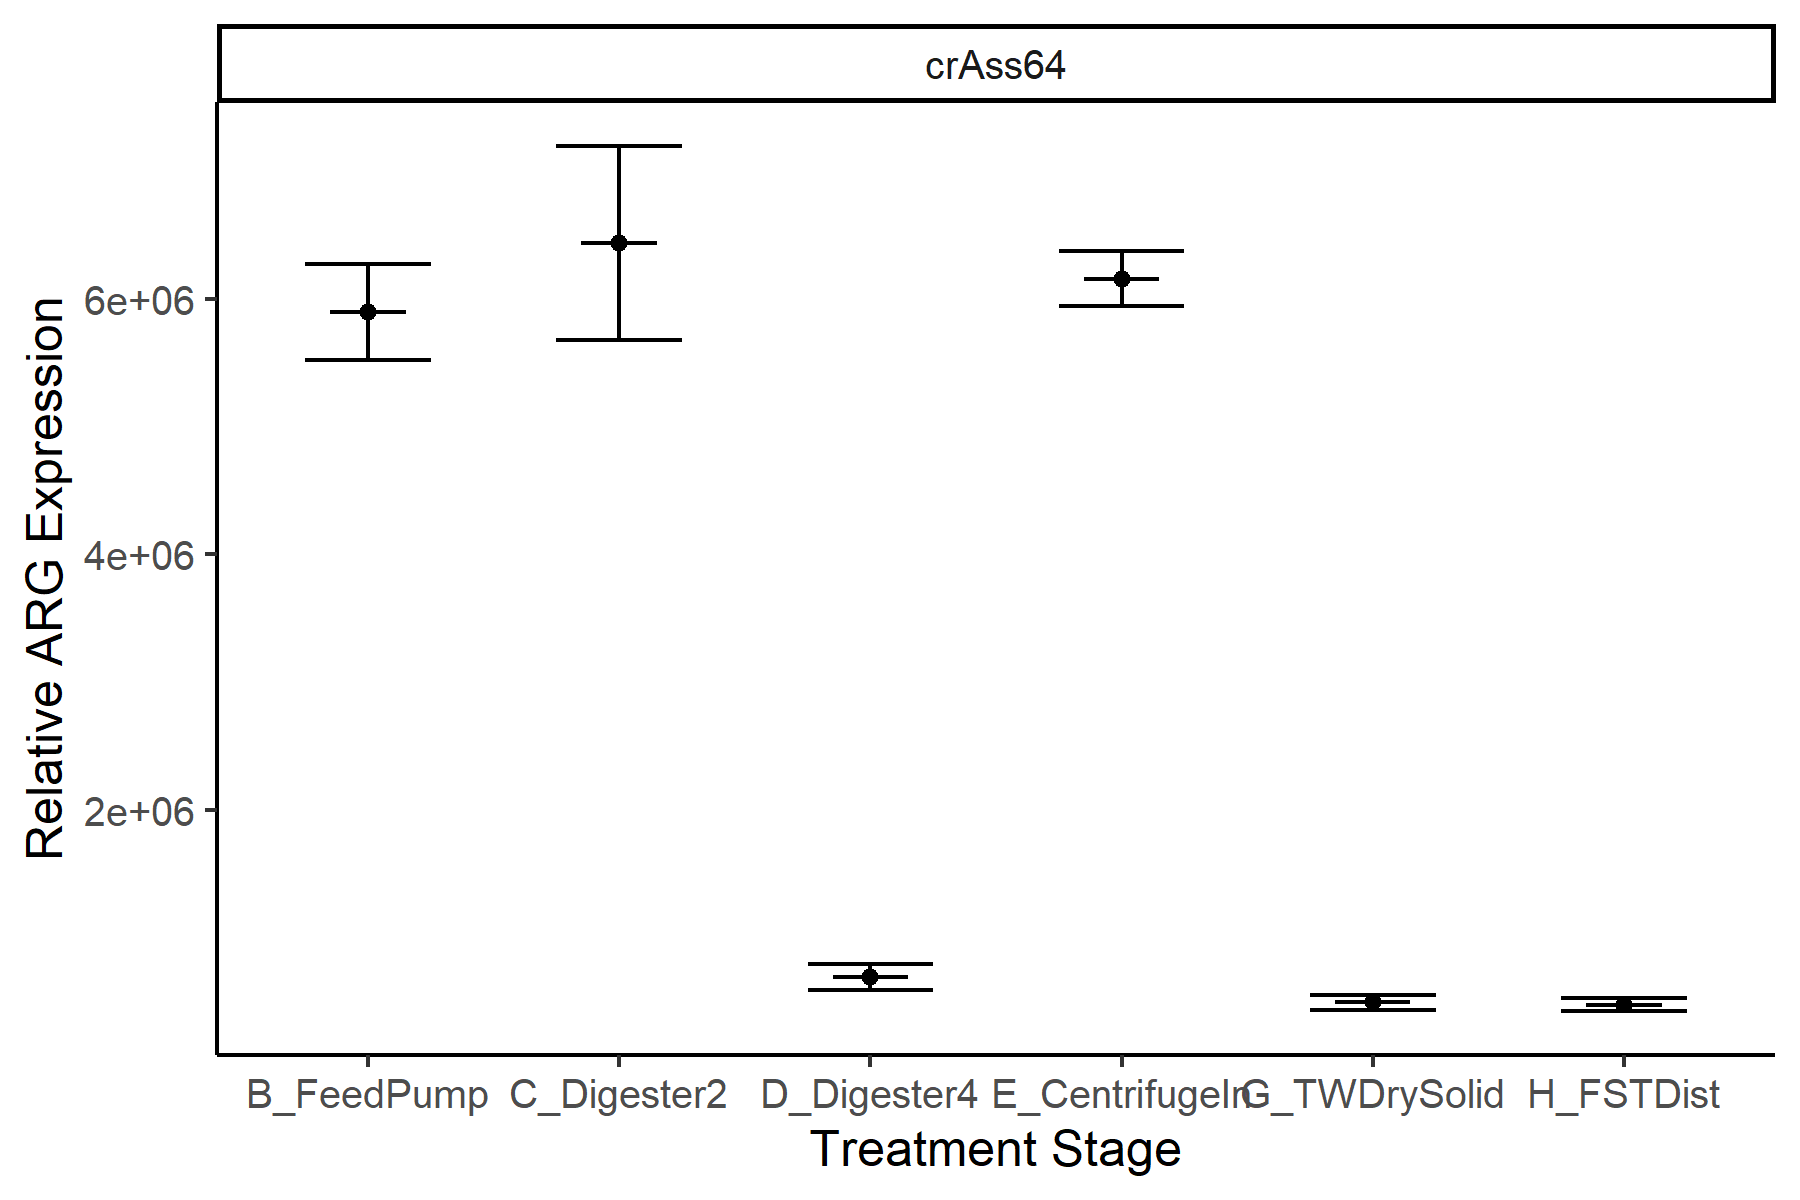 crAss64
Relative ARG Expression
6e+06
4e+06
2e+06
B_FeedPump C_Digester2 D_Digester4 E_CentrifugeIn G_TWDrySolid H_FSTDist
Treatment Stage